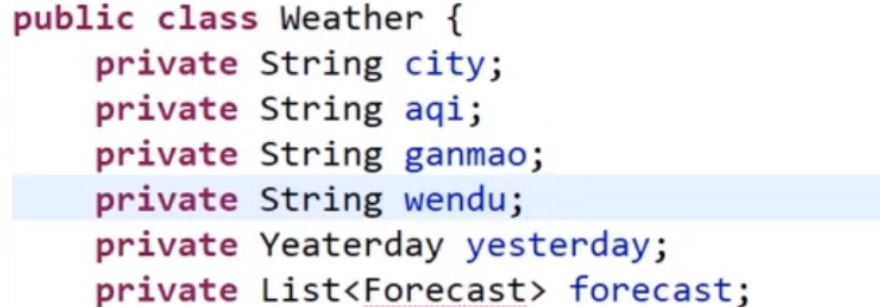 public class Weather {
    private String city;
    private String aqi;
    private String ganmao;
    private String wendu;
    private Yeaterday yesterday;
    private List<Forecast> forecast;